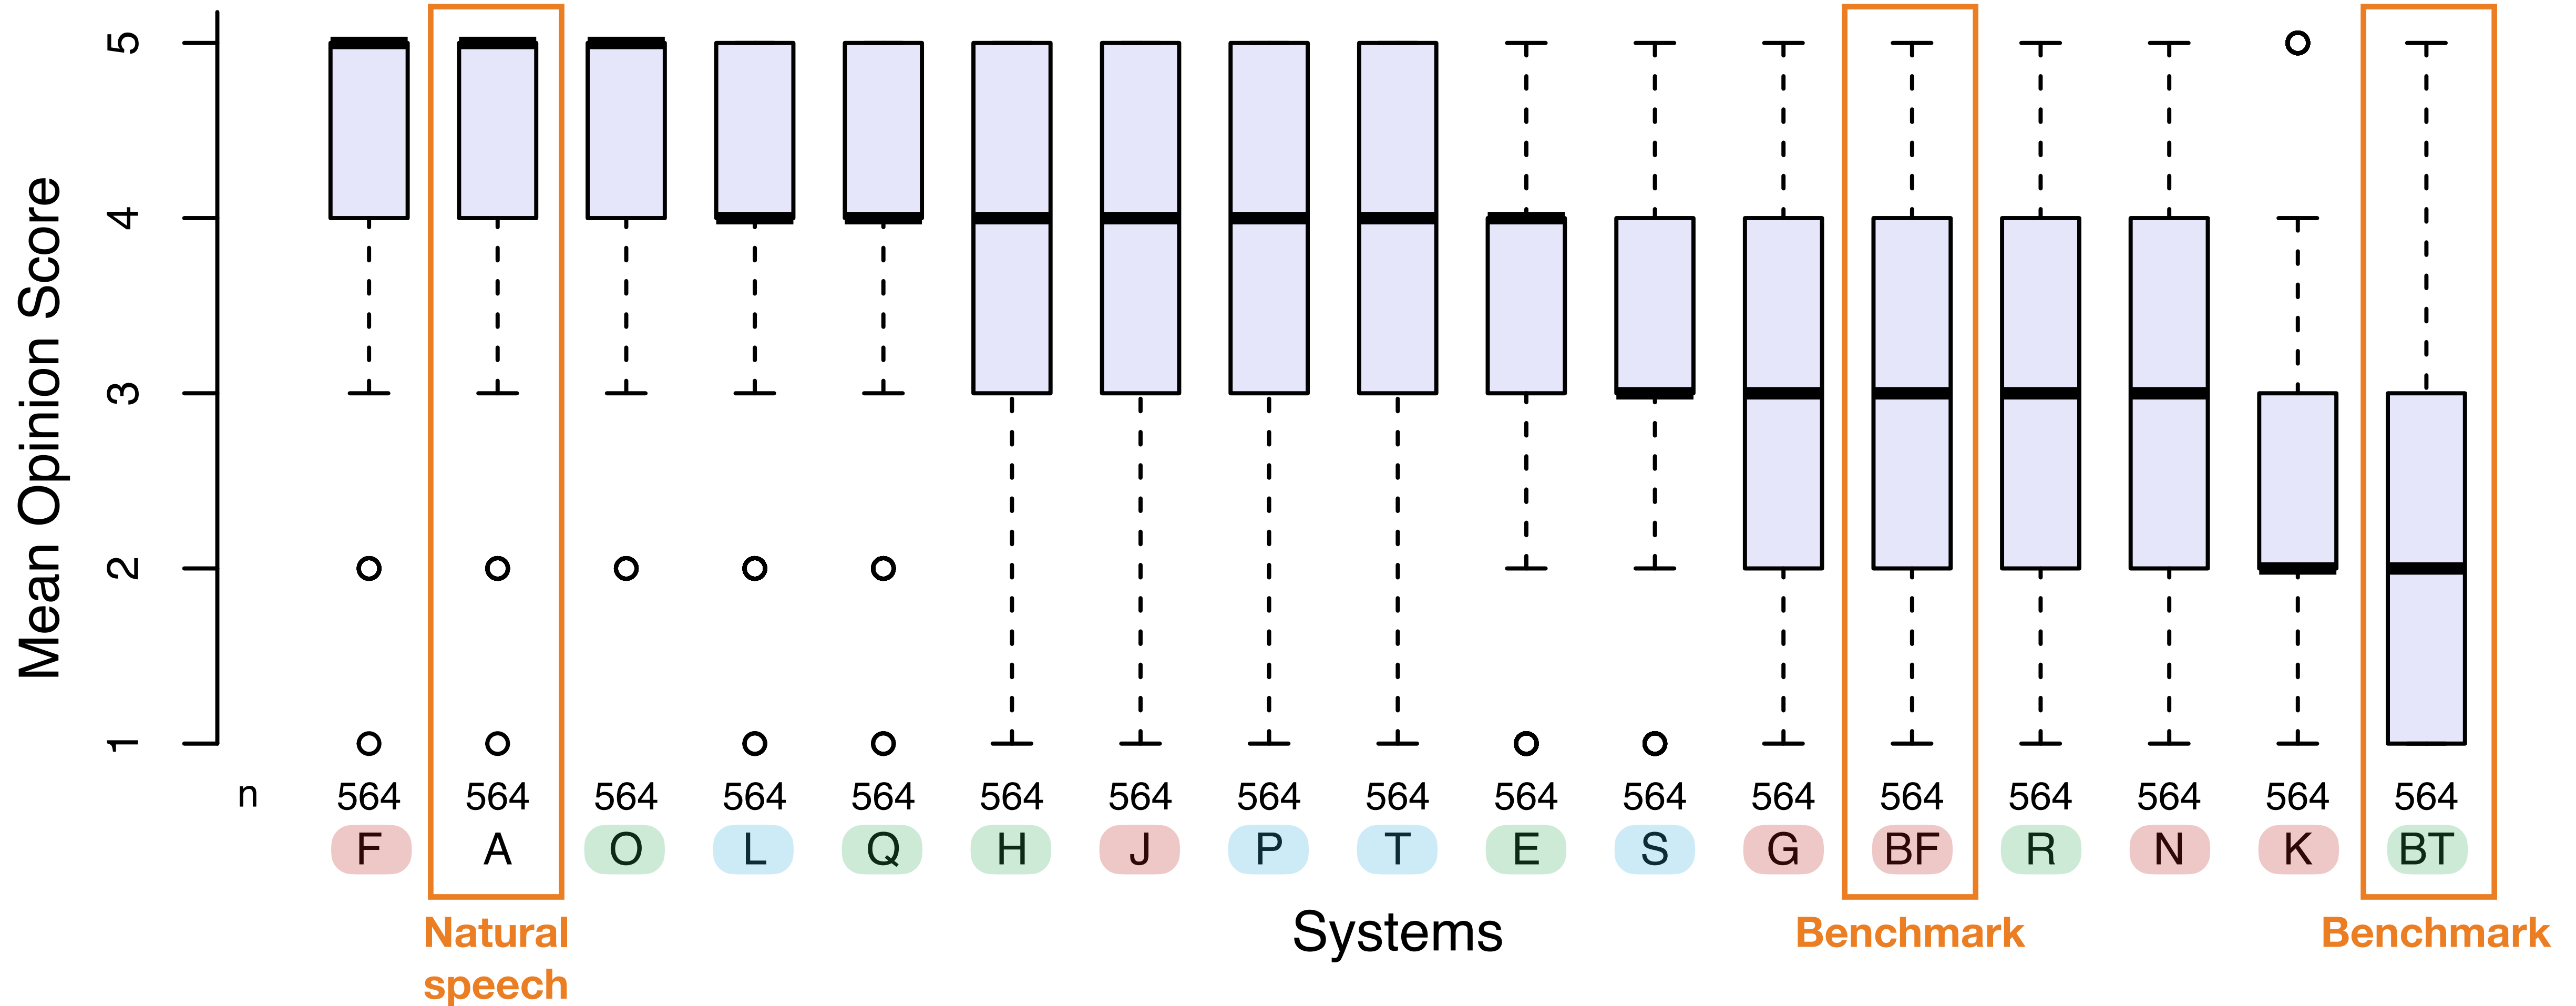 Mean Opinion Score
5
4
3
2
1
n 564 564 564 564 564 564 564 564 564 564 564 564 564 564 564 564 564
F A O L Q H J P T E S G BF R N K BT
Systems
Natural
speech
Benchmark
Benchmark